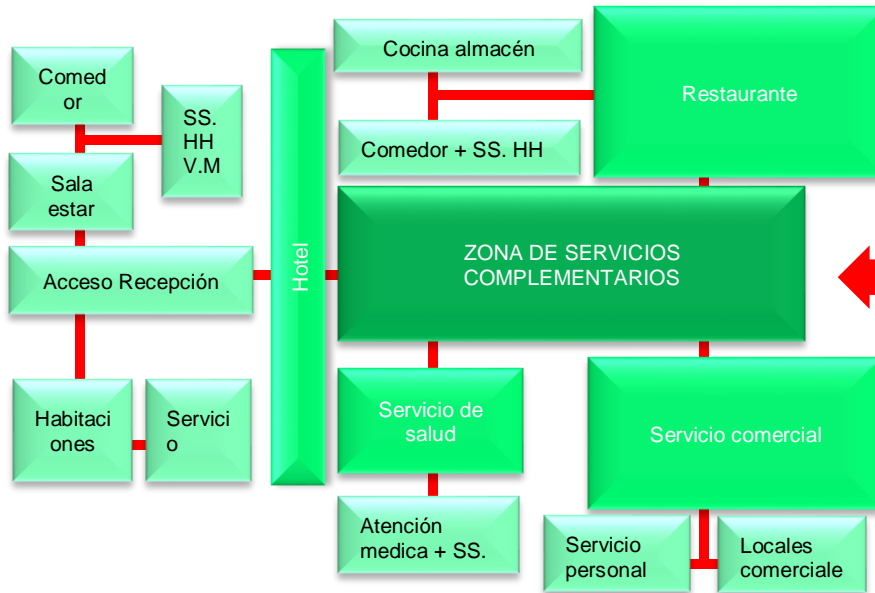 Comed
or
SS.
HH
V.M
Sala
estar
Acceso Recepción
Habitaci
ones
Servici
o
Hotel
Cocina almacén
Comedor + SS. HH
Restaurante
ZONA DE SERVICIOS
COMPLEMENTARIOS
Servicio de
salud
Atención
medica + SS.
Servicio comercial
Servicio
personal
Locales
comerciale